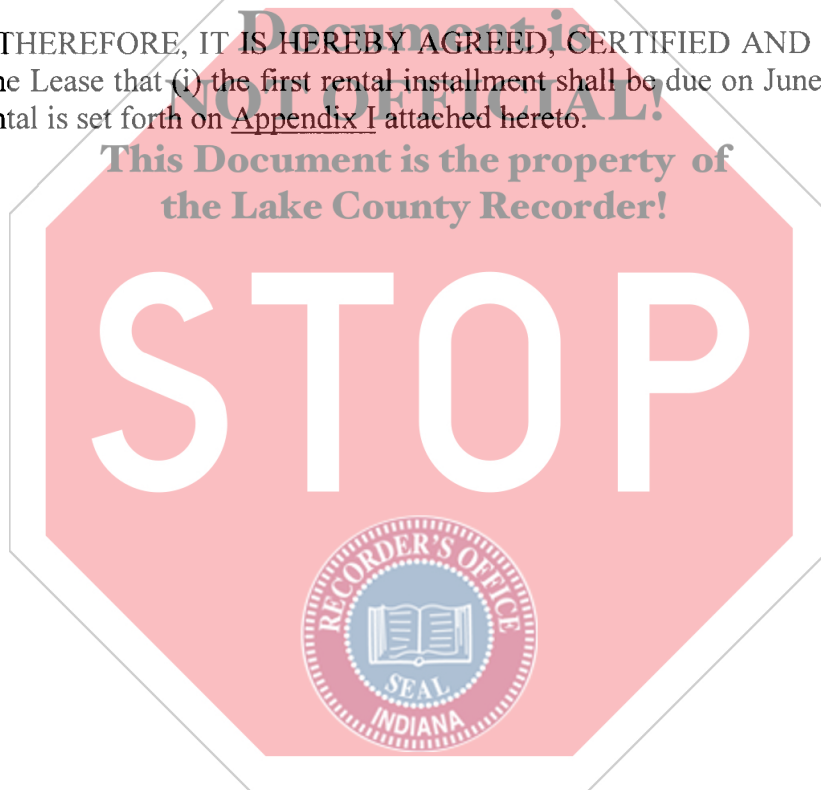 Document is
THEREFORE, IT IS HEREBY AGREED, CERTIFIED AND
ne Lease that (i) the first rental installment shall be due on June
NOT OFFICIAL!
ntal is set forth on Appendix I attached hereto.
This Document is the property of
the Lake County Recorder!
STOP
RECORDER'S OFFICE
SEAL
INDIANA